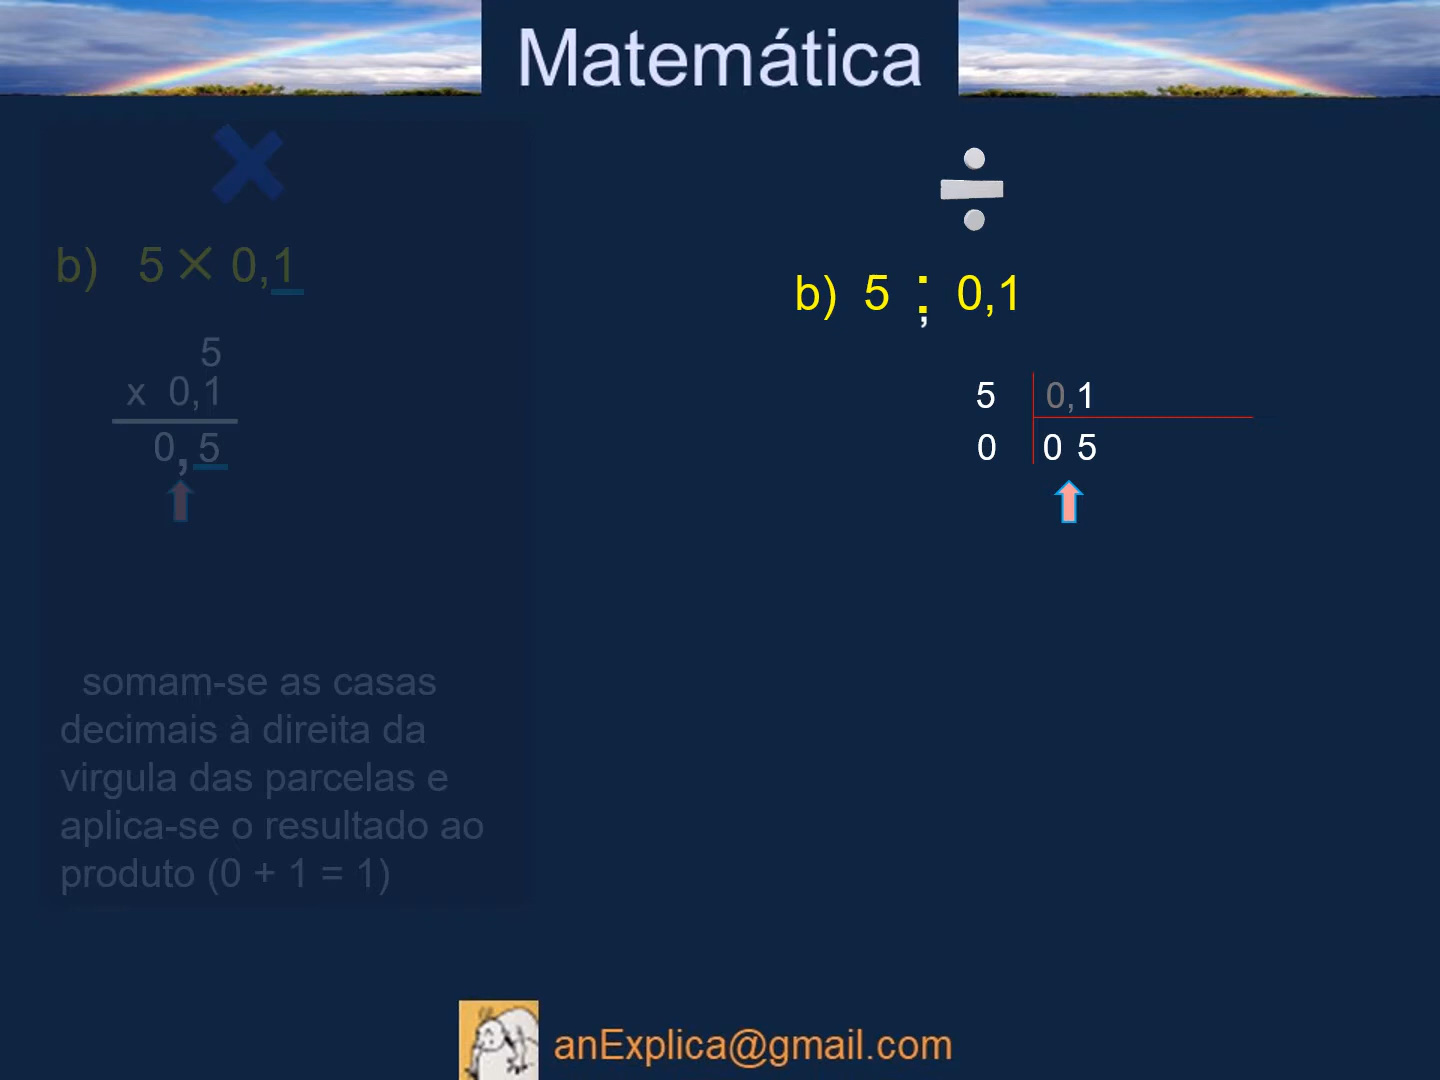 Matemática
b) 5 × 0,1
5
x 0,1
0,5
somam-se as casas
decimais à direita da
virgula das parcelas e
aplica-se o resultado ao
produto (0 + 1 = 1)
÷
b) 5 : 0,1
,
5 0,1
0 0 5
anExplica@gmail.com